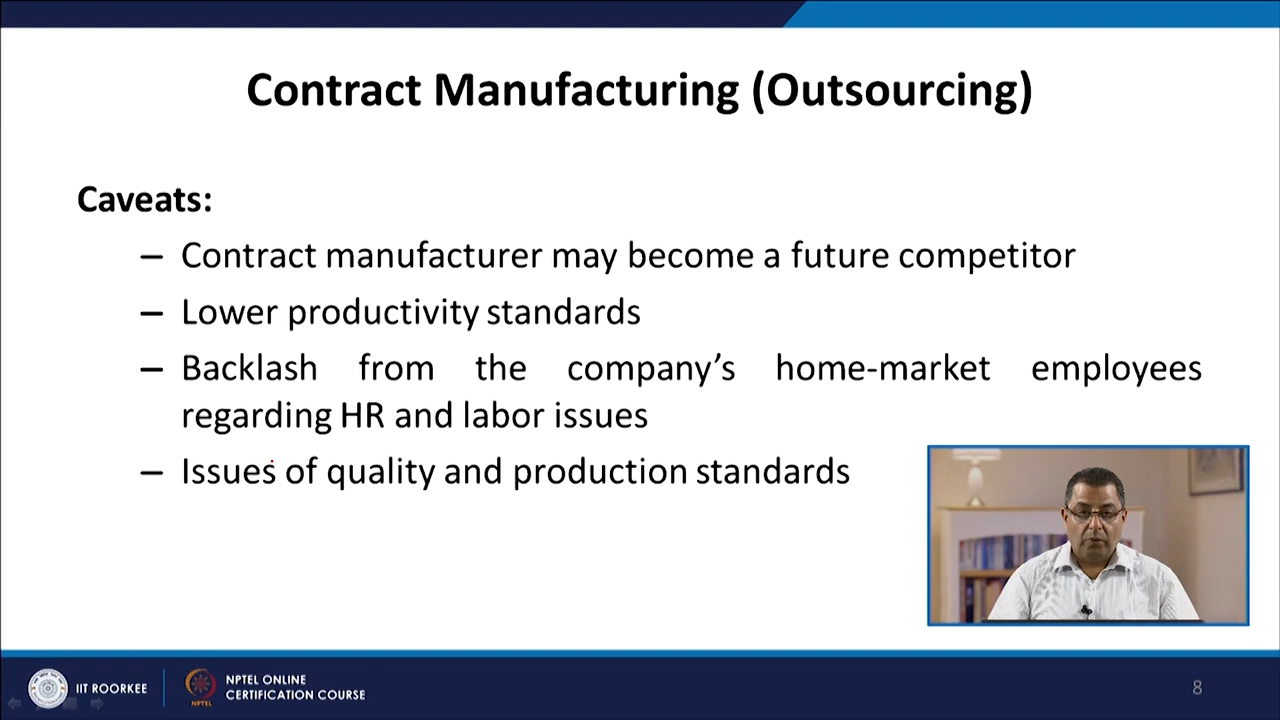 Contract Manufacturing (Outsourcing)
Caveats:
– Contract manufacturer may become a future competitor
– Lower productivity standards
– Backlash from the company’s home-market employees
regarding HR and labor issues
– Issues of quality and production standards
IIT ROORKEE
NPTEL
NPTEL ONLINE
CERTIFICATION COURSE
8